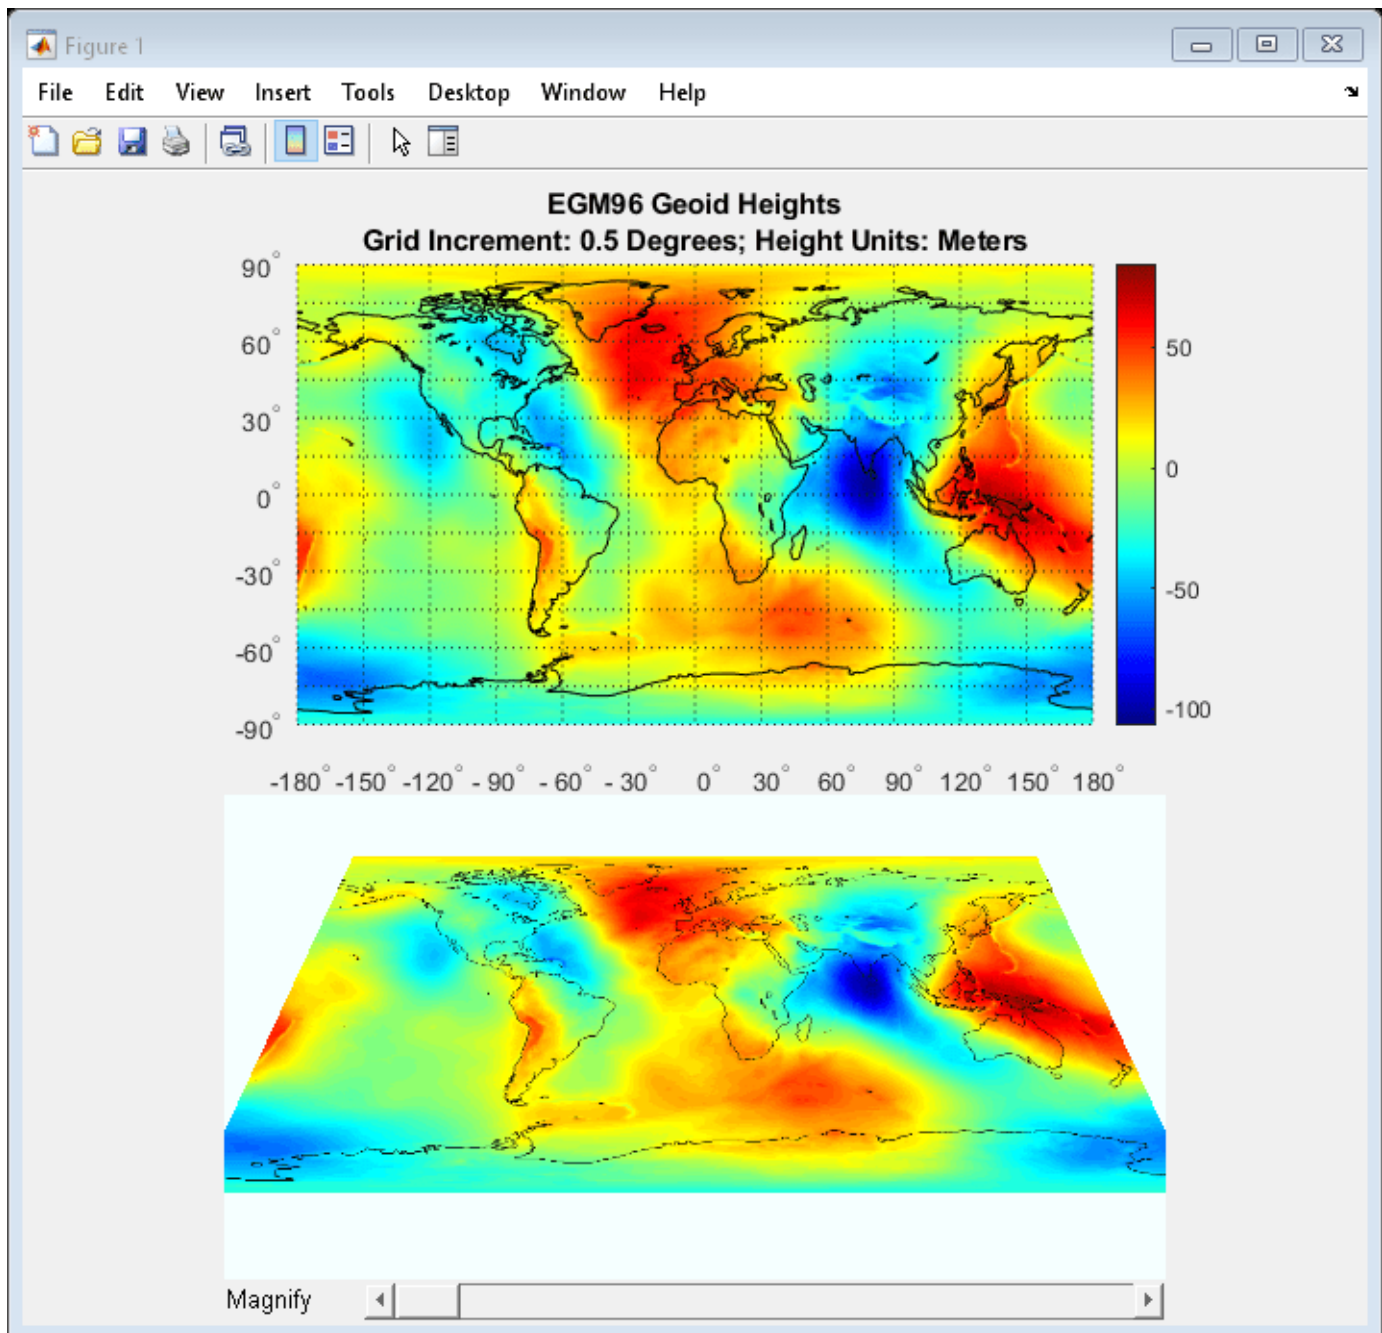 Figure 1
File Edit View Insert Tools Desktop Window Help
EGM96 Geoid Heights
Grid Increment: 0.5 Degrees; Height Units: Meters
90°
60°
30°
0°
-30°
-60°
-90°
50
0
-50
-100
-180° -150° -120° - 90° - 60° - 30° 0° 30° 60° 90° 120° 150° 180°
Magnify